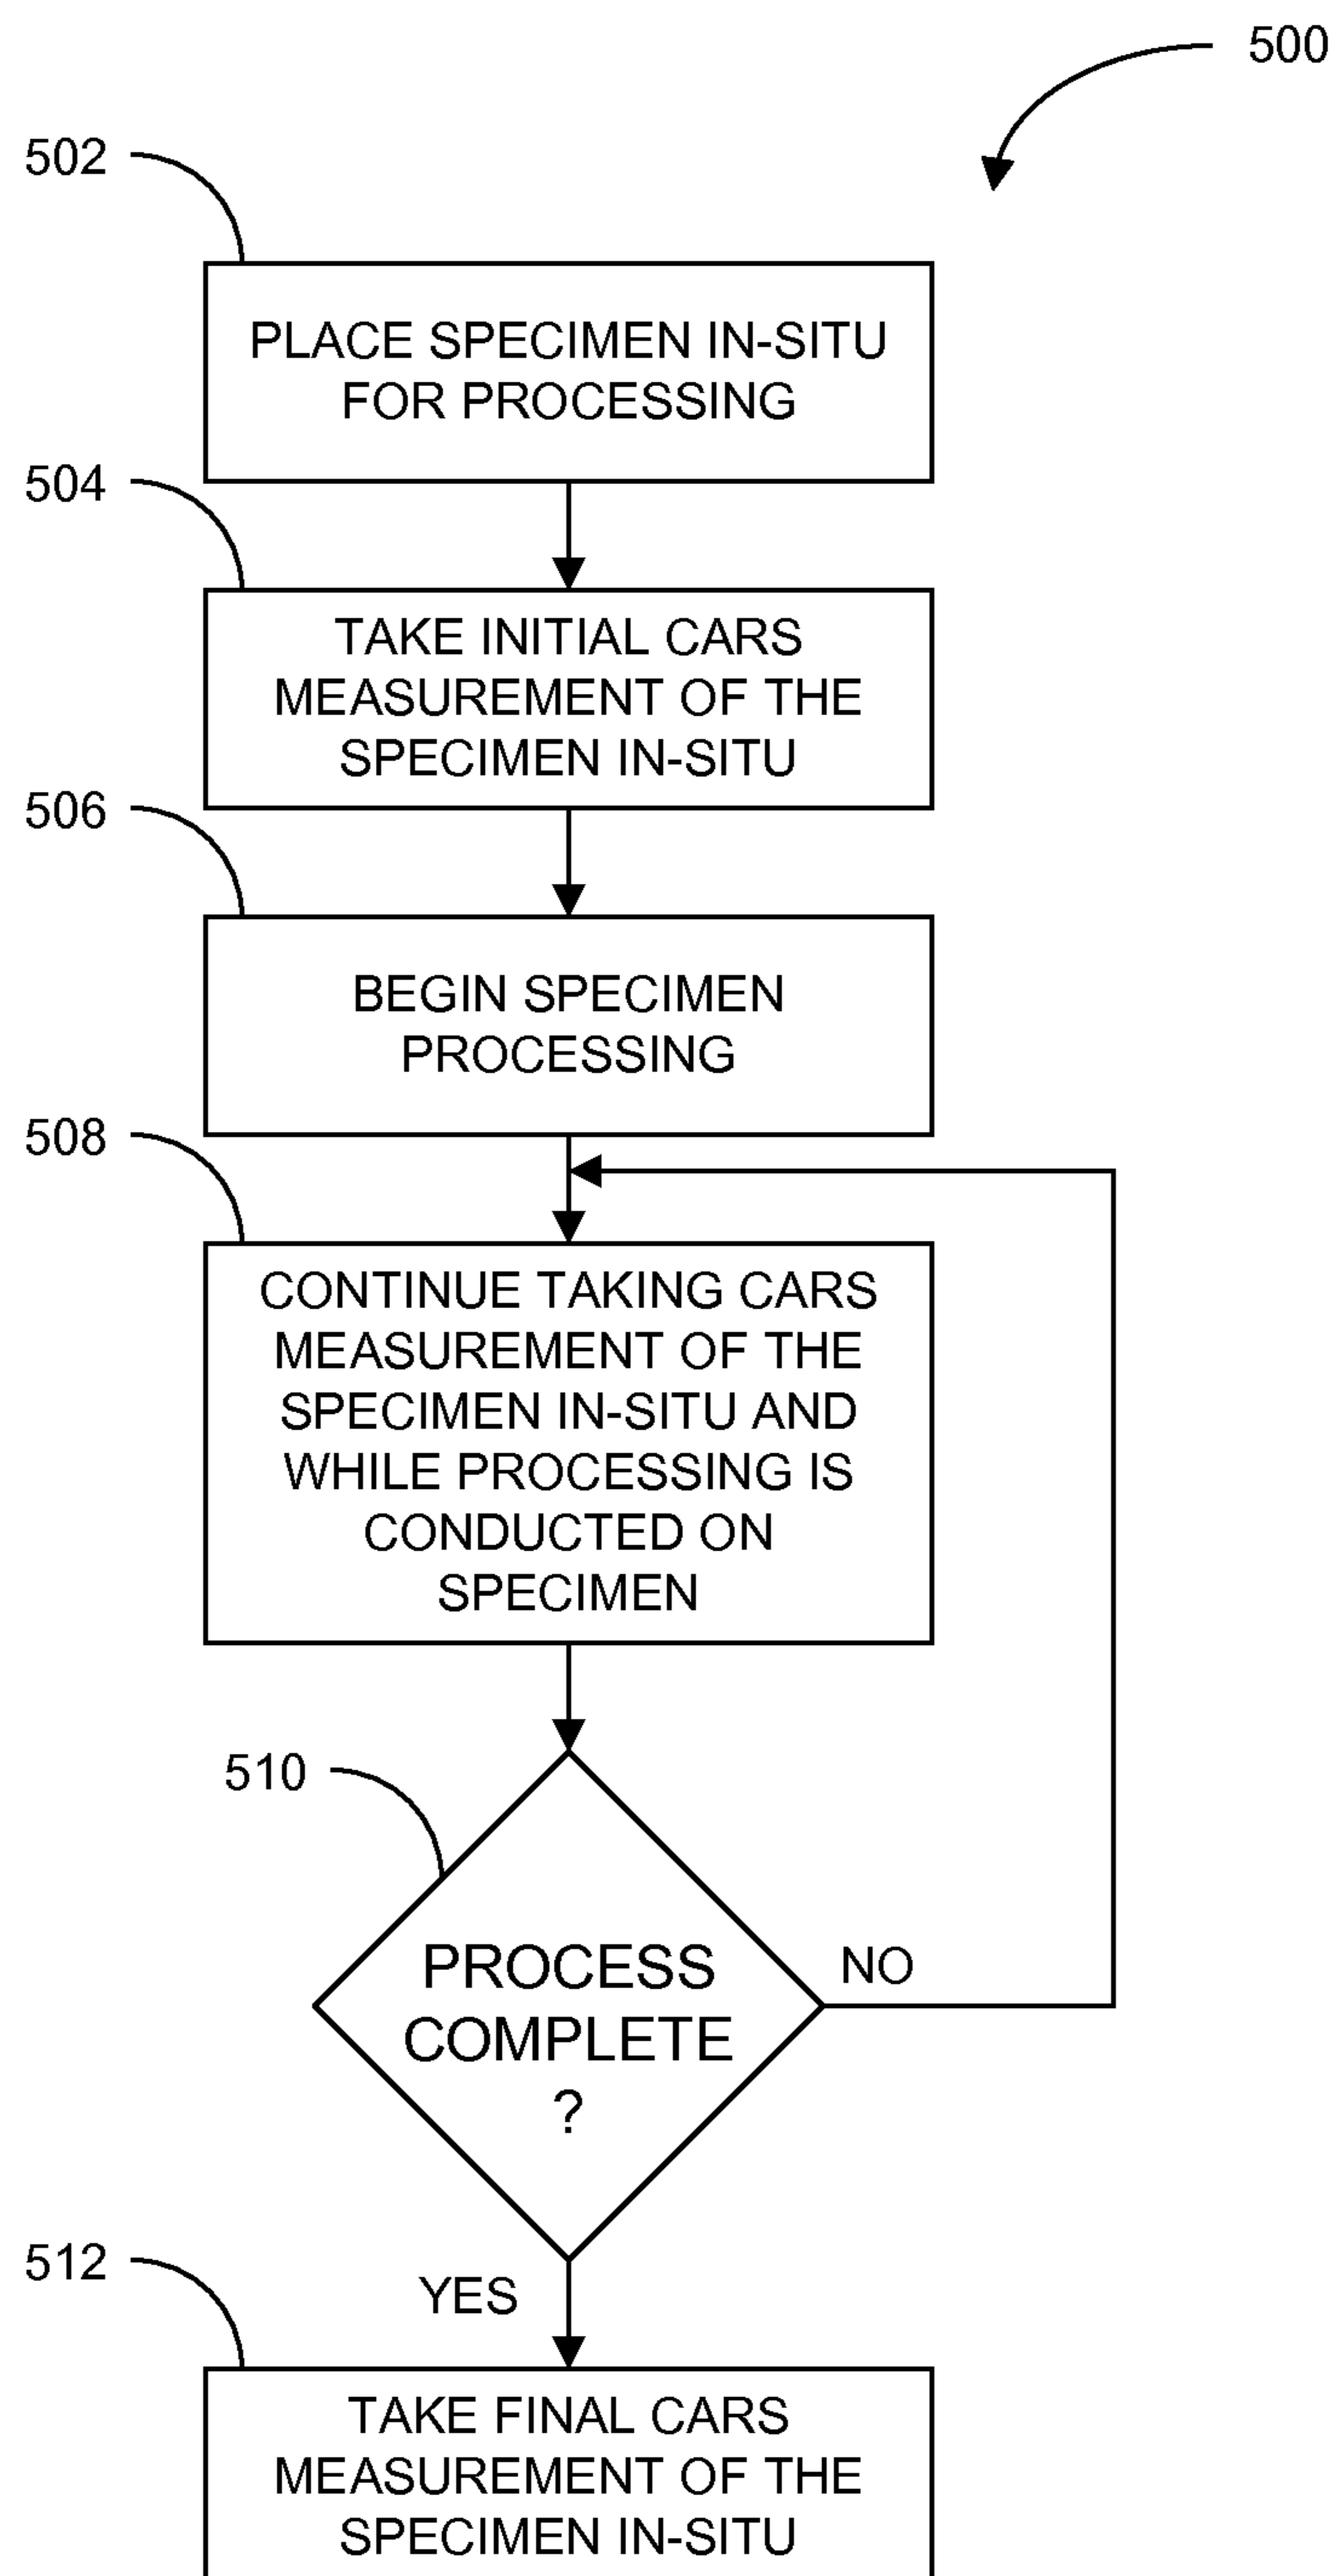 500
502
PLACE SPECIMEN IN-SITU
FOR PROCESSING
504
TAKE INITIAL CARS
MEASUREMENT OF THE
SPECIMEN IN-SITU
506
BEGIN SPECIMEN
PROCESSING
508
CONTINUE TAKING CARS
MEASUREMENT OF THE
SPECIMEN IN-SITU AND
WHILE PROCESSING IS
CONDUCTED ON
SPECIMEN
510
PROCESS
COMPLETE
?
NO
YES
512
TAKE FINAL CARS
MEASUREMENT OF THE
SPECIMEN IN-SITU